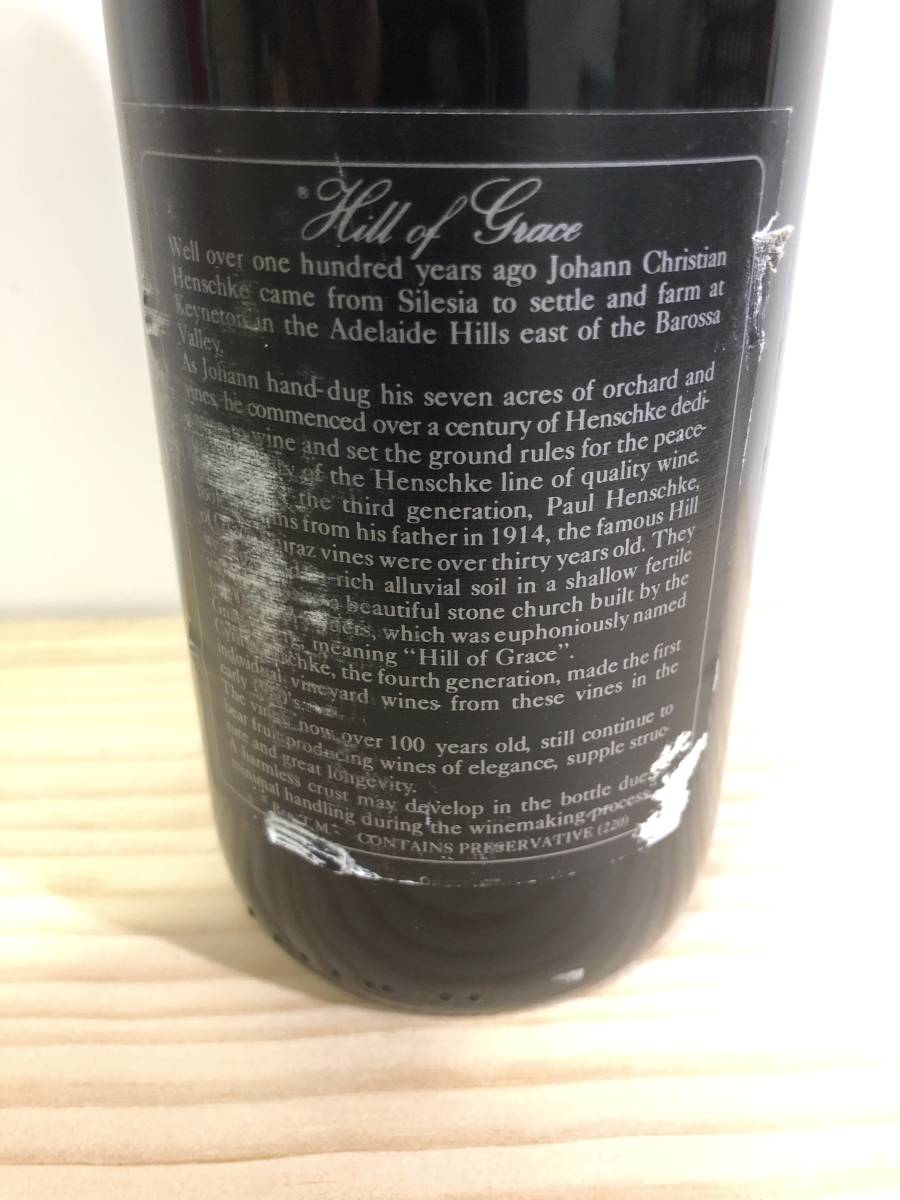 ® Hill of Grace
Well over one hundred years ago Johann Christian
Henschke came from Silesia to settle and farm at
Keyneton in the Adelaide Hills east of the Barossa
Valley.
As Johann hand-dug his seven acres of orchard and
vines, he commenced over a century of Henschke dedi-
wine and set the ground rules for the peace-
of the Henschke line of quality wine.
the third generation, Paul Henschke,
from his father in 1914, the famous Hill
vines were over thirty years old. They
rich alluvial soil in a shallow fertile
beautiful stone church built by the
which was euphoniously named
meaning "Hill of Grace".
the fourth generation, made the first
individual vineyard wines from these vines in the
early
The vines, now over 100 years old, still continue to
bear fruit producing wines of elegance, supple struc-
ture and great longevity.
A harmless crust may develop in the bottle due
minimal handling during the winemaking process.
T.M. CONTAINS PRESERVATIVE (220)